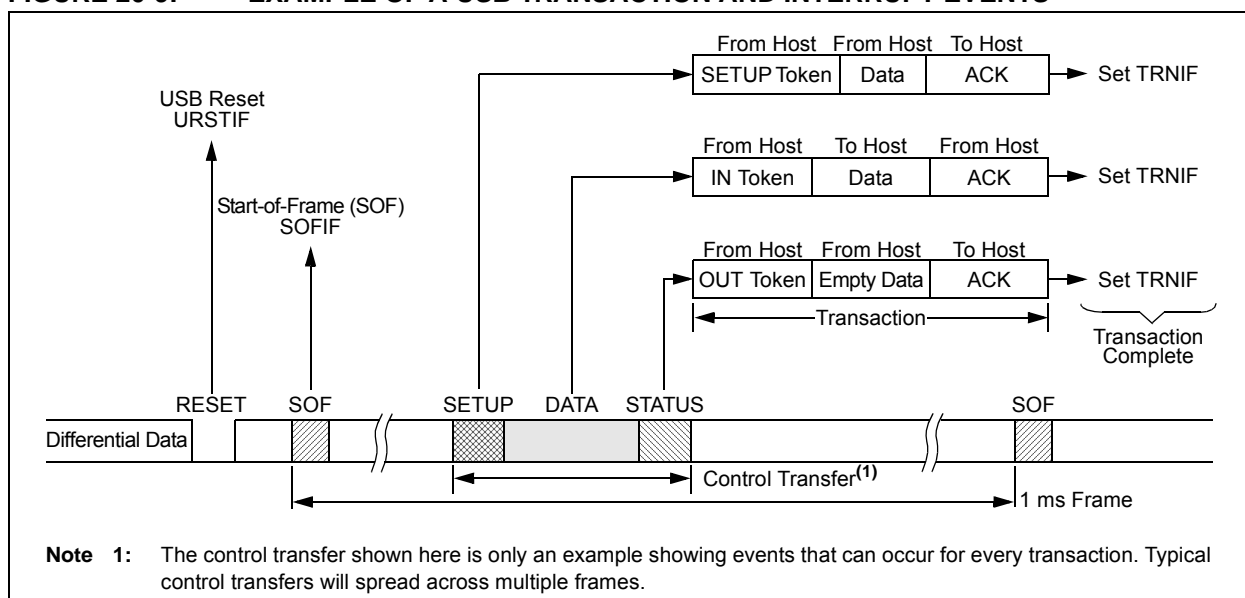 FIGURE EXAMPLE OF A USB TRANSACTION AND INTERRUPT EVENTS
From Host From Host To Host
SETUP Token Data ACK Set TRNIF
USB Reset
URSTIF
From Host To Host From Host
IN Token Data ACK Set TRNIF
Start-of-Frame (SOF)
SOFIF
From Host From Host To Host
OUT Token Empty Data ACK Set TRNIF
Transaction
Transaction
Complete
RESET SOF SETUP DATA STATUS SOF
Differential Data
Control Transfer(1)
1 ms Frame
Note 1: The control transfer shown here is only an example showing events that can occur for every transaction. Typical
control transfers will spread across multiple frames.